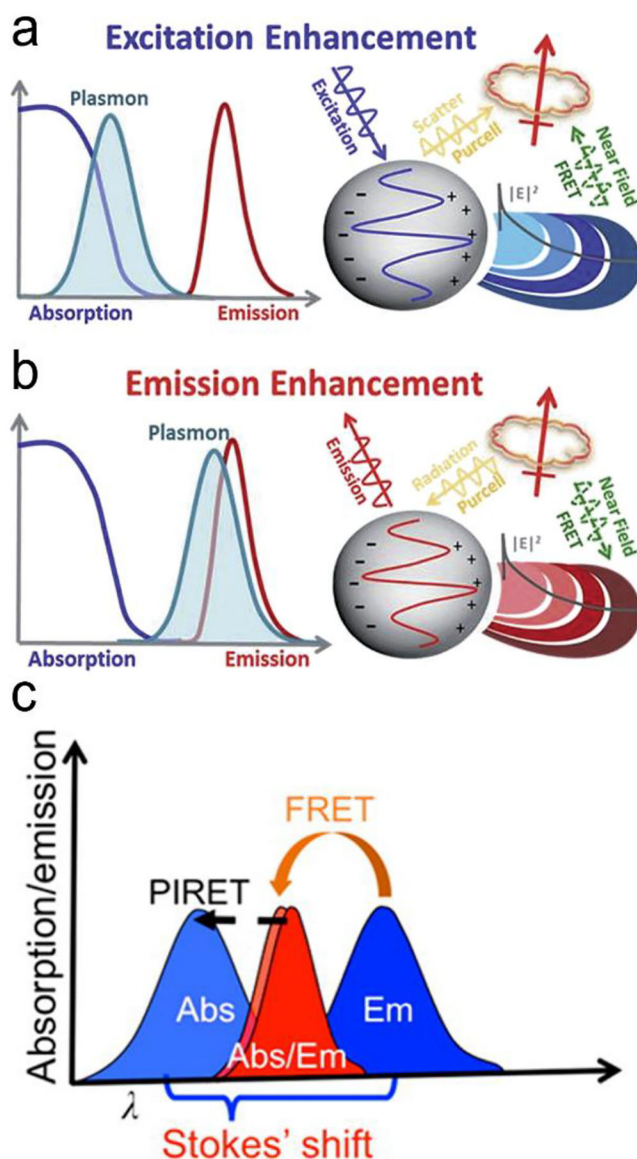 a
Excitation Enhancement
Plasmon
Absorption
Emission
Excitation
Scatter
Purcell
Near Field
FRET
|E|²
- - - - -
+ + + + +
b
Emission Enhancement
Plasmon
Absorption
Emission
Emission
Radiation
Purcell
Near Field
FRET
|E|²
- - - - -
+ + + + +
c
Absorption/emission
FRET
PIRET
Abs
Abs/Em
Em
λ
Stokes' shift